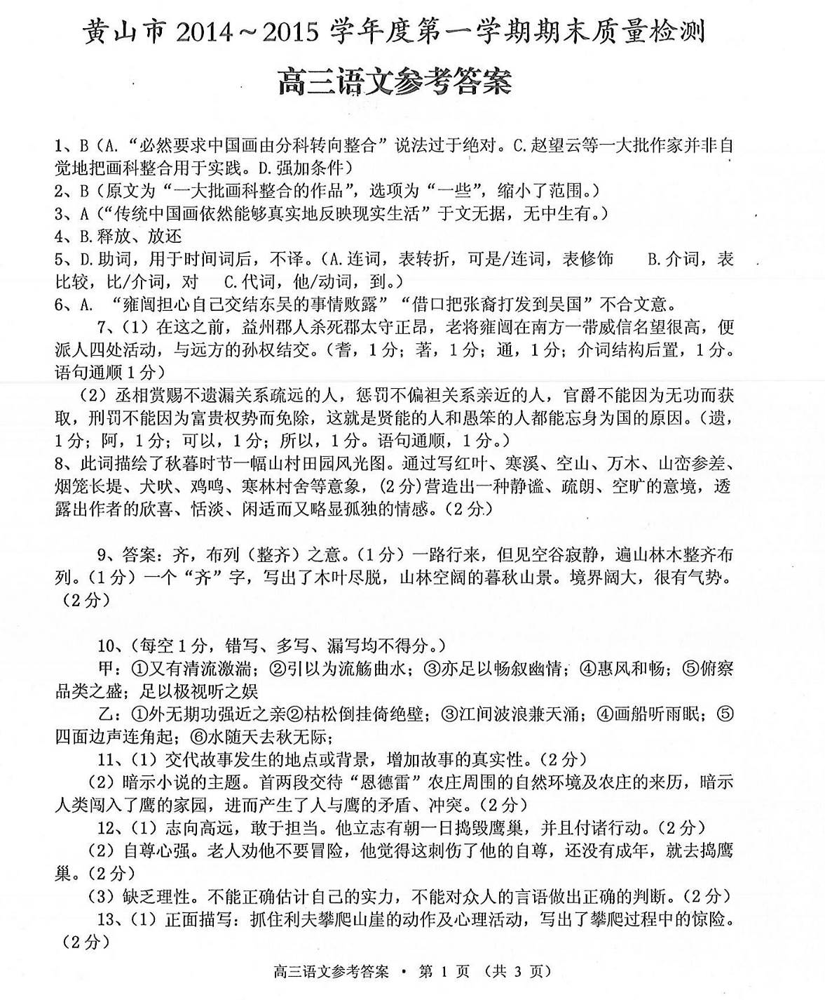 黄山市 2014～2015 学年度第一学期期末质量检测
高三语文参考答案
1、B（A.“必然要求中国画由分科转向整合”说法过于绝对。C.赵望云等一大批作家并非自
觉地把画科整合用于实践。D.强加条件）
2、B（原文为“一大批画科整合的作品”，选项为“一些”，缩小了范围。）
3、A（“传统中国画依然能够真实地反映现实生活”于文无据，无中生有。）
4、B.释放、放还
5、D.助词，用于时间词后，不译。（A.连词，表转折，可是/连词，表修饰　　B.介词，表
比较，比/介词，对　C.代词，他/动词，到。）
6、A. “雍闿担心自己交结东吴的事情败露”“借口把张裔打发到吴国”不合文意。
7、（1）在这之前，益州郡人杀死郡太守正昂，老将雍闿在南方一带威信名望很高，便
派人四处活动，与远方的孙权结交。（耆，1 分；著，1 分；通，1 分；介词结构后置，1 分。
语句通顺 1 分）
（2）丞相赏赐不遗漏关系疏远的人，惩罚不偏袒关系亲近的人，官爵不能因为无功而获
取，刑罚不能因为富贵权势而免除，这就是贤能的人和愚笨的人都能忘身为国的原因。（遗，
1 分；阿，1 分；可以，1 分；所以，1 分。语句通顺，1 分。）
8、此词描绘了秋暮时节一幅山村田园风光图。通过写红叶、寒溪、空山、万木、山峦参差、
烟笼长堤、犬吠、鸡鸣、寒林村舍等意象，(2 分)营造出一种静谧、疏朗、空旷的意境，透
露出作者的欣喜、恬淡、闲适而又略显孤独的情感。（2 分）
9、答案：齐，布列（整齐）之意。（1 分）一路行来，但见空谷寂静，遍山林木整齐布
列。（1 分）一个“齐”字，写出了木叶尽脱，山林空阔的暮秋山景。境界阔大，很有气势。
（2 分）
10、（每空 1 分，错写、多写、漏写均不得分。）
甲：①又有清流激湍；②引以为流觞曲水；③亦足以畅叙幽情；④惠风和畅；⑤俯察
品类之盛；足以极视听之娱
乙：①外无期功强近之亲②枯松倒挂倚绝壁；③江间波浪兼天涌；④画船听雨眠；⑤
四面边声连角起；⑥水随天去秋无际；
11、（1）交代故事发生的地点或背景，增加故事的真实性。（2 分）
（2）暗示小说的主题。首两段交待“恩德雷”农庄周围的自然环境及农庄的来历，暗示
人类闯入了鹰的家园，进而产生了人与鹰的矛盾、冲突。（2 分）
12、（1）志向高远，敢于担当。他立志有朝一日捣毁鹰巢，并且付诸行动。（2 分）
（2）自尊心强。老人劝他不要冒险，他觉得这刺伤了他的自尊，还没有成年，就去捣鹰
巢。（2 分）
（3）缺乏理性。不能正确估计自己的实力，不能对众人的言语做出正确的判断。（2 分）
13、（1）正面描写：抓住利夫攀爬山崖的动作及心理活动，写出了攀爬过程中的惊险。
（2 分）
高三语文参考答案 · 第 1 页 （共 3 页）